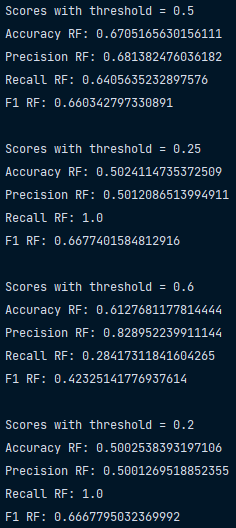 Scores with threshold = 0.5
Accuracy RF: 0.6705165630156111
Precision RF: 0.681382476036182
Recall RF: 0.6405635232897576
F1 RF: 0.660342797330891
Scores with threshold = 0.25
Accuracy RF: 0.5024114735372509
Precision RF: 0.5012086513994911
Recall RF: 1.0
F1 RF: 0.6677401584812916
Scores with threshold = 0.6
Accuracy RF: 0.6127681177814444
Precision RF: 0.828952239911144
Recall RF: 0.28417311841604265
F1 RF: 0.42325141776937614
Scores with threshold = 0.2
Accuracy RF: 0.5002538393197106
Precision RF: 0.5001269518852355
Recall RF: 1.0
F1 RF: 0.6667795032369992